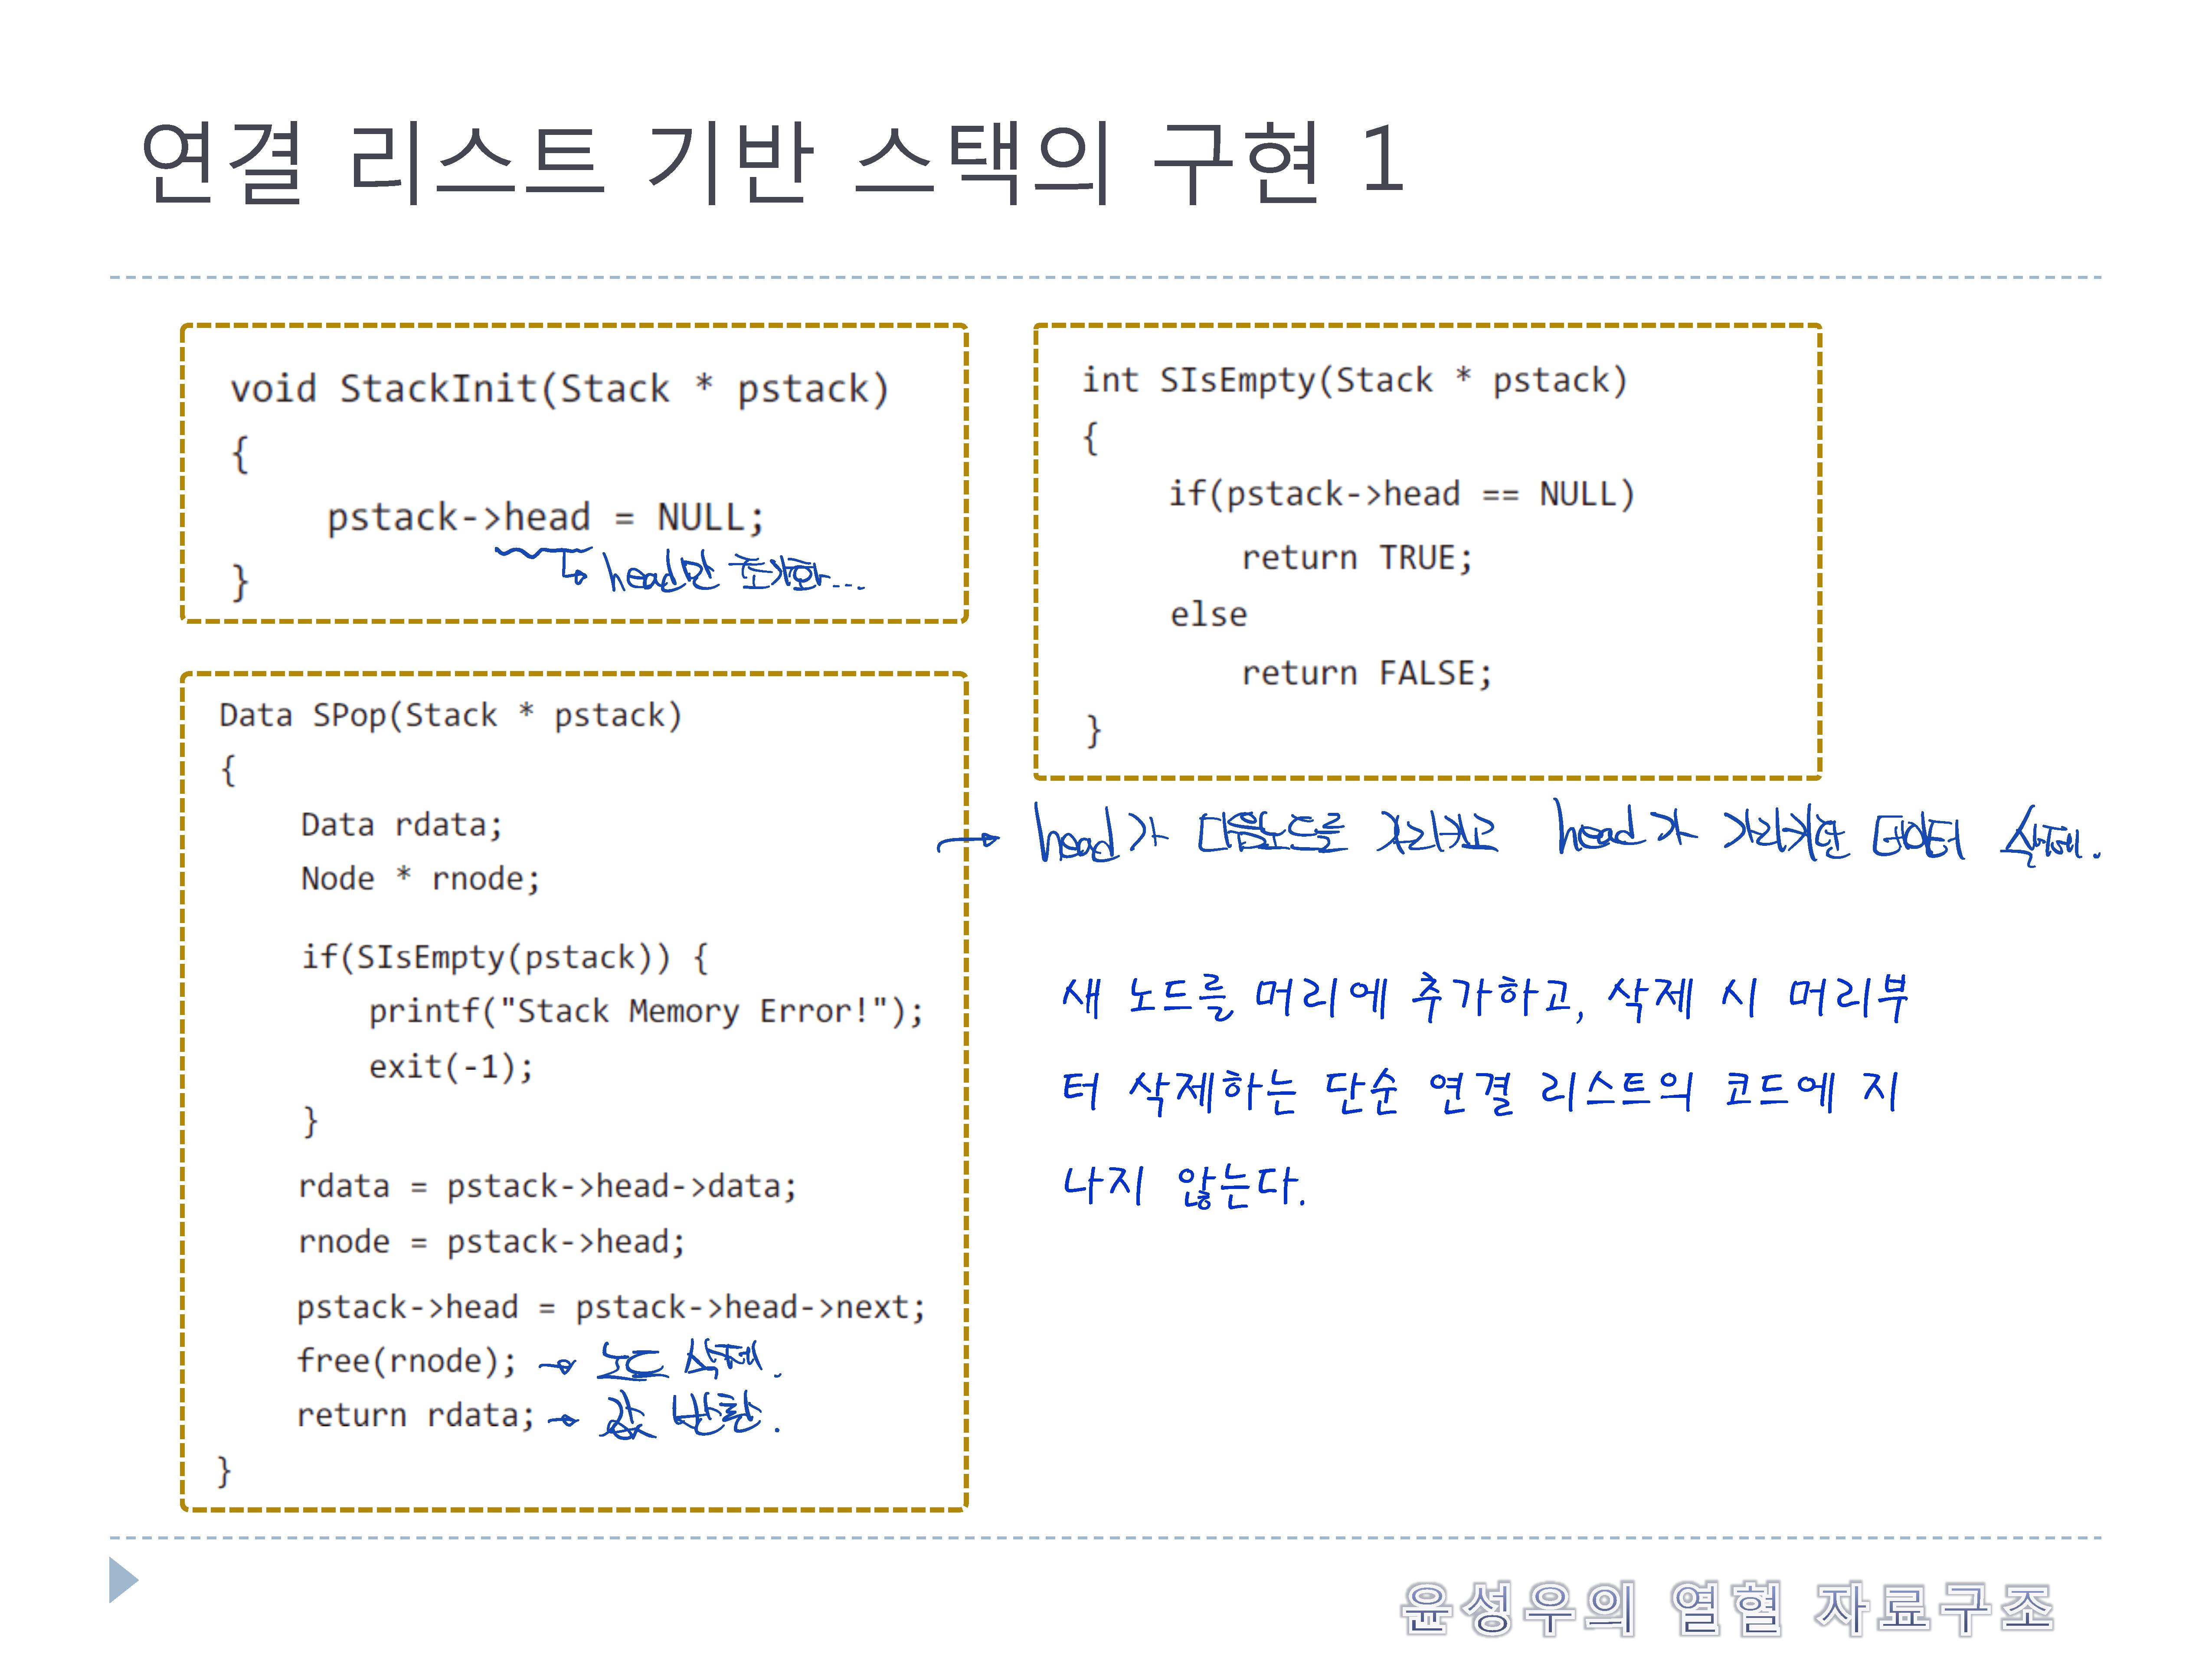 연결 리스트 기반 스택의 구현 1
void StackInit(Stack * pstack)
{
pstack->head = NULL;
head만 초기화...
}
int SIsEmpty(Stack * pstack)
{
if(pstack->head == NULL)
return TRUE;
else
return FALSE;
}
Data SPop(Stack * pstack)
{
Data rdata;
Node * rnode;
if(SIsEmpty(pstack)) {
printf("Stack Memory Error!");
exit(-1);
}
rdata = pstack->head->data;
rnode = pstack->head;
pstack->head = pstack->head->next;
free(rnode); → 노드 삭제.
return rdata; → 값 반환.
}
→ head가 다음노드를 가리키고 head가 가리키던 데이터 삭제.
새 노드를 머리에 추가하고, 삭제 시 머리부
터 삭제하는 단순 연결 리스트의 코드에 지
나지 않는다.
윤성우의 열혈 자료구조